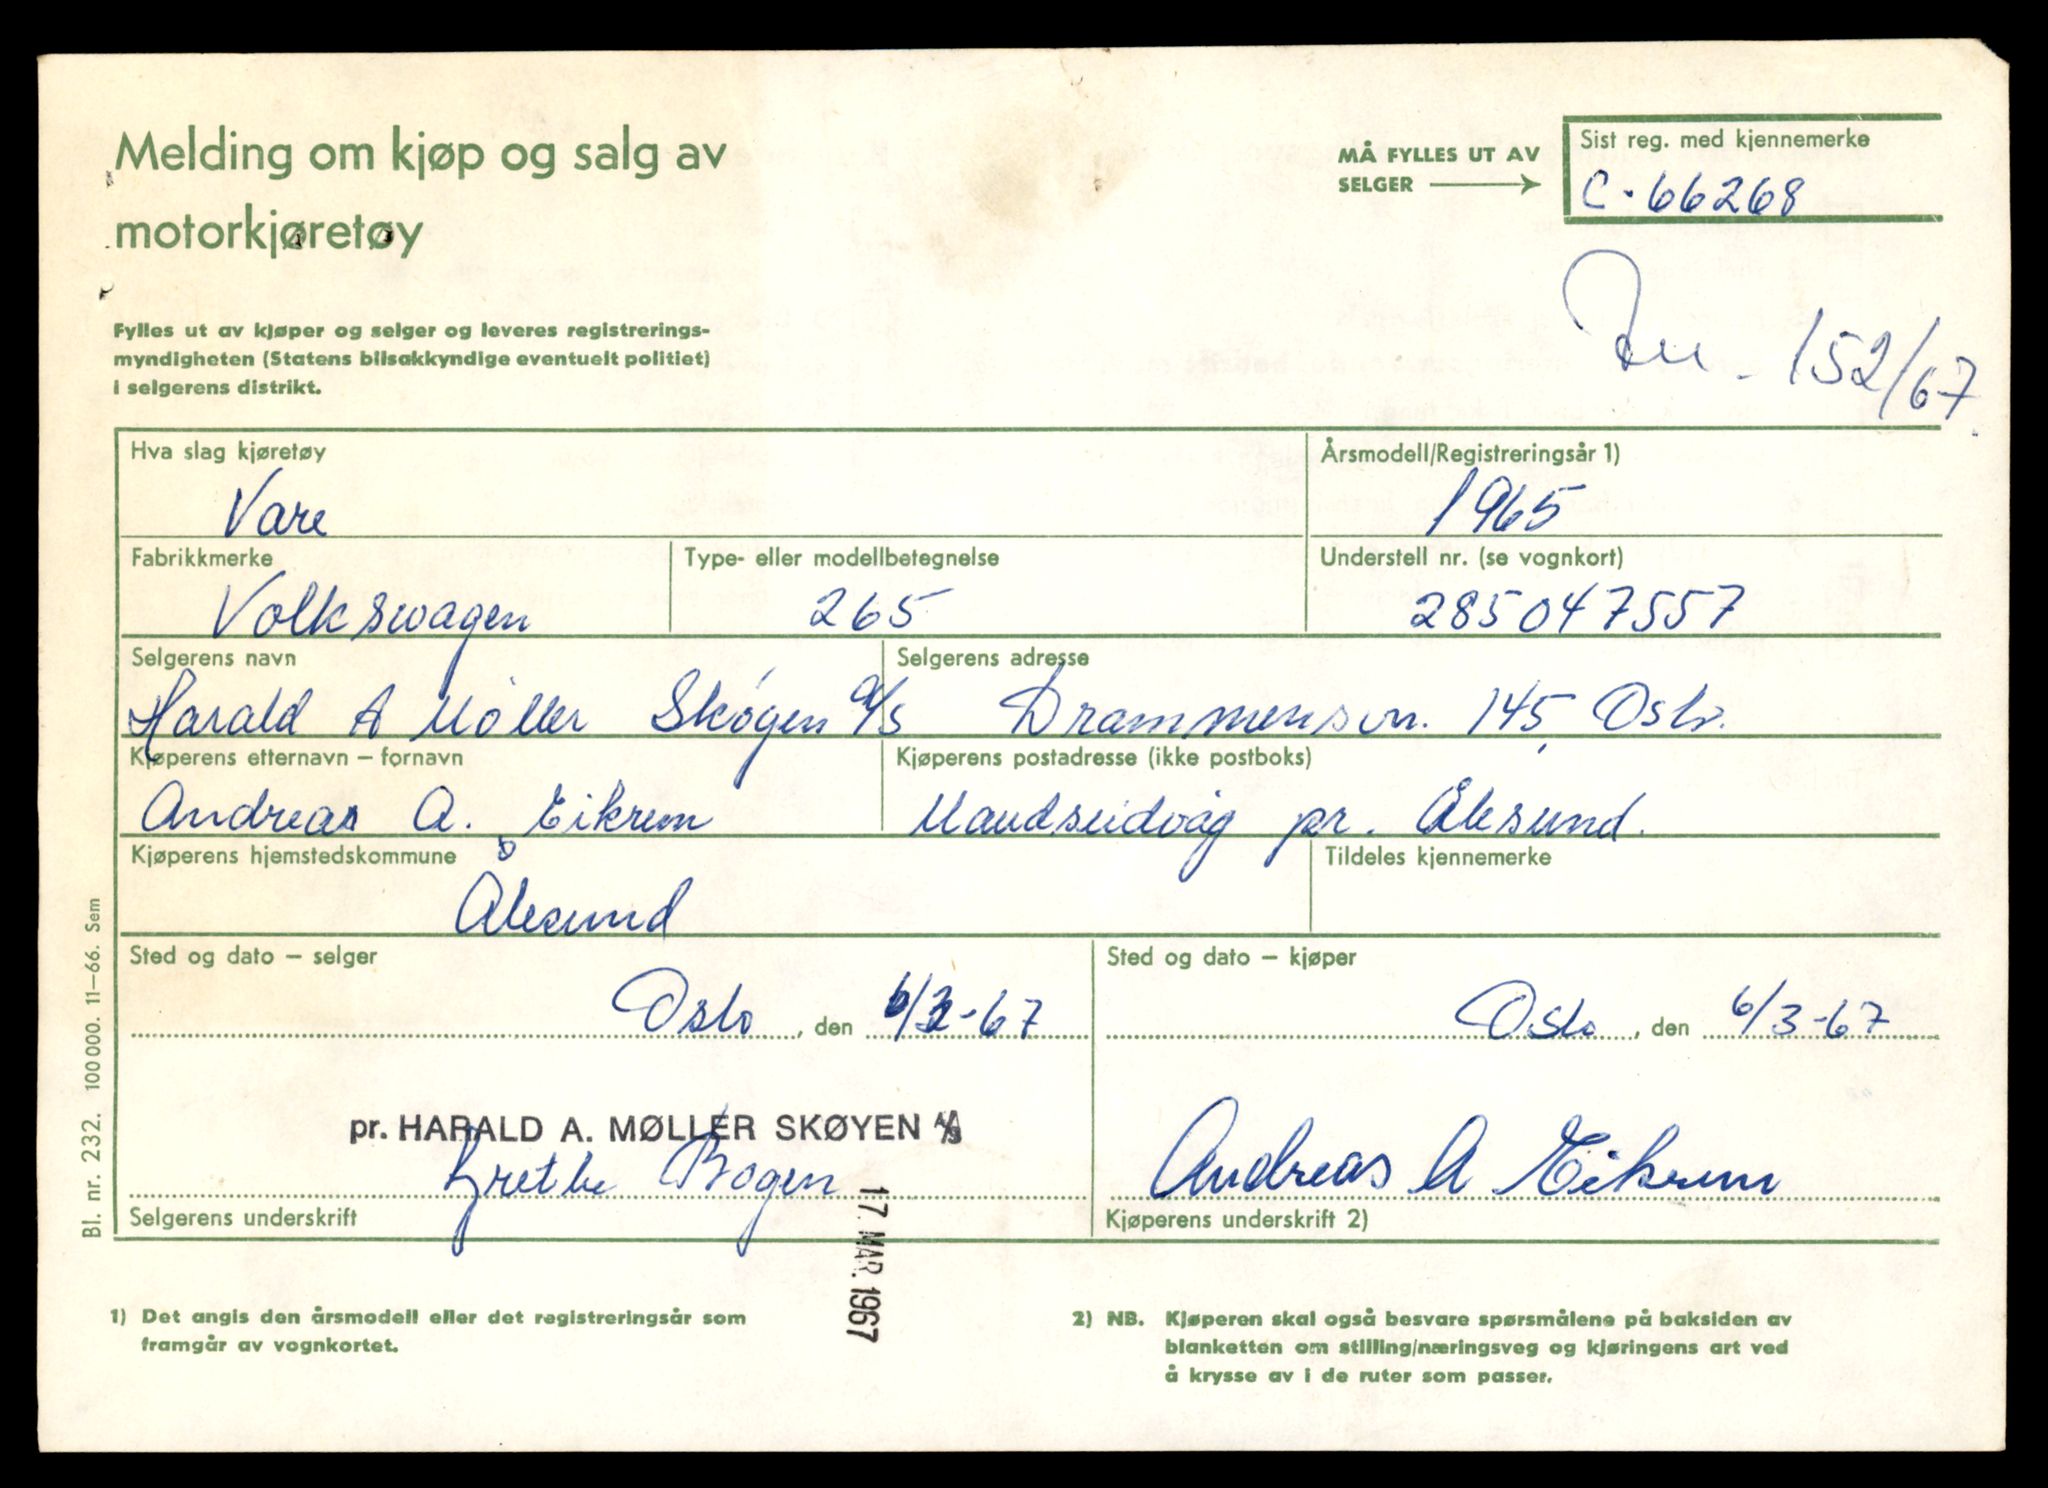 Melding om kjøp og salg av
motorkjøretøy
MÅ FYLLES UT AV
SELGER
Sist reg. med kjennemerke
C-66268
152/67
Fylles ut av kjøper og selger og leveres registrerings-
myndigheten (Statens bilsakkyndige eventuelt politiet)
i selgerens distrikt.
Hva slag kjøretøy
Vare
Årsmodell/Registreringsår 1)
1965
Fabrikkmerke
Volkswagen
Type- eller modellbetegnelse
265
Understell nr. (se vognkort)
285047557
Selgerens navn
Harald A Møller Skøyen A/S
Selgerens adresse
Drammensvn. 145, Oslo.
Kjøperens etternavn – fornavn
Andreas A. Eikrem
Kjøperens postadresse (ikke postboks)
Maudseidvåg pr. Ålesund.
Kjøperens hjemstedskommune
Ålesund
Tildeles kjennemerke
Sted og dato – selger
Oslo, den 6/3-67
Sted og dato – kjøper
Oslo, den 6/3-67
pr. HARALD A. MØLLER SKØYEN A/S
Grethe Bogen
Selgerens underskrift
Andreas A Eikrem
Kjøperens underskrift 2)
17. MAR. 1967
Bl. nr. 232. 100 000. 11–66. Sem
1) Det angis den årsmodell eller det registreringsår som
framgår av vognkortet.
2) NB. Kjøperen skal også besvare spørsmålene på baksiden av
blanketten om stilling/næringsveg og kjøringens art ved
å krysse av i de ruter som passer.